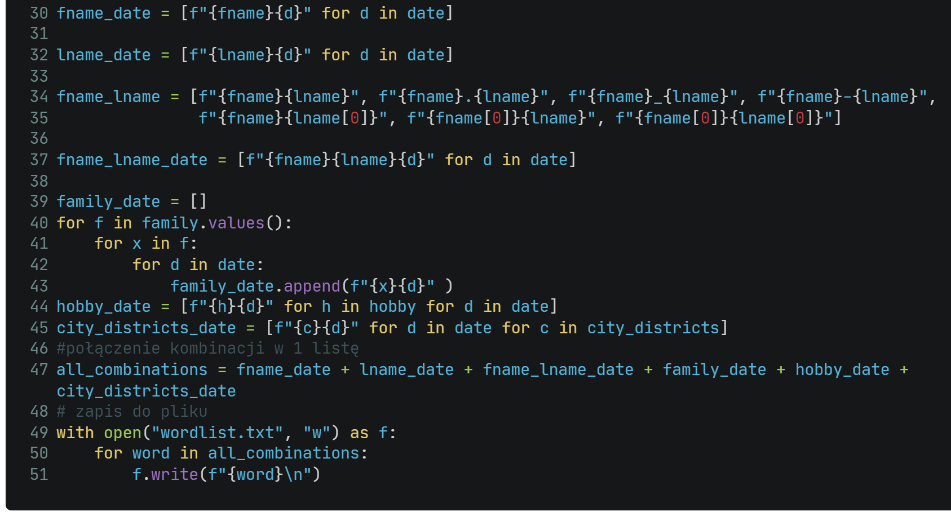 30 fname_date = [f"{fname}{d}" for d in date]
31
32 lname_date = [f"{lname}{d}" for d in date]
33
34 fname_lname = [f"{fname}{lname}", f"{fname}.{lname}", f"{fname}_{lname}", f"{fname}-{lname}",
35                f"{fname}{lname[0]}", f"{fname[0]}{lname}", f"{fname[0]}{lname[0]}"]
36
37 fname_lname_date = [f"{fname}{lname}{d}" for d in date]
38
39 family_date = []
40 for f in family.values():
41     for x in f:
42         for d in date:
43             family_date.append(f"{x}{d}" )
44 hobby_date = [f"{h}{d}" for h in hobby for d in date]
45 city_districts_date = [f"{c}{d}" for d in date for c in city_districts]
46 #połączenie kombinacji w 1 listę
47 all_combinations = fname_date + lname_date + fname_lname_date + family_date + hobby_date +
city_districts_date
48 # zapis do pliku
49 with open("wordlist.txt", "w") as f:
50     for word in all_combinations:
51         f.write(f"{word}\n")